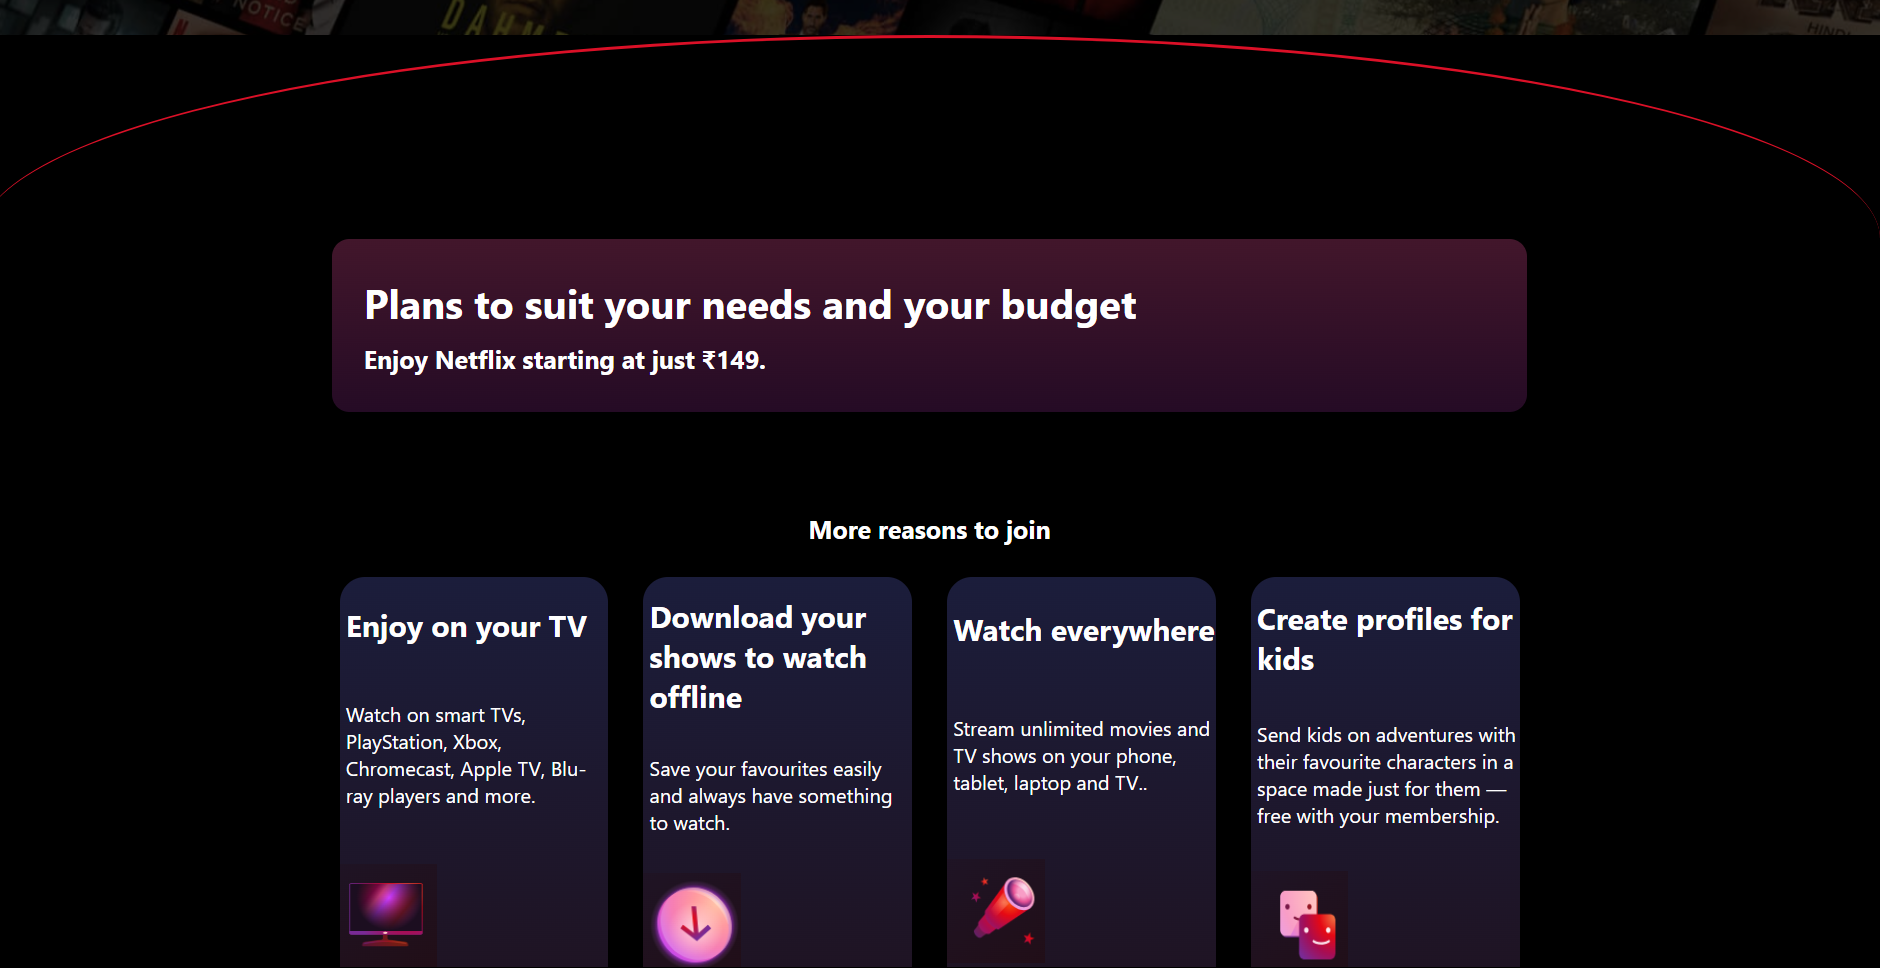 NOTICE
DAHM
HINDI
Plans to suit your needs and your budget
Enjoy Netflix starting at just ₹149.
More reasons to join
Enjoy on your TV
Watch on smart TVs,
PlayStation, Xbox,
Chromecast, Apple TV, Blu-
ray players and more.
Download your
shows to watch
offline
Save your favourites easily
and always have something
to watch.
Watch everywhere
Stream unlimited movies and
TV shows on your phone,
tablet, laptop and TV..
Create profiles for
kids
Send kids on adventures with
their favourite characters in a
space made just for them —
free with your membership.